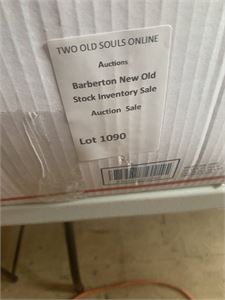 TWO OLD SOULS ONLINE
Auctions
Barberton New Old
Stock Inventory Sale
Auction Sale
Lot 1090